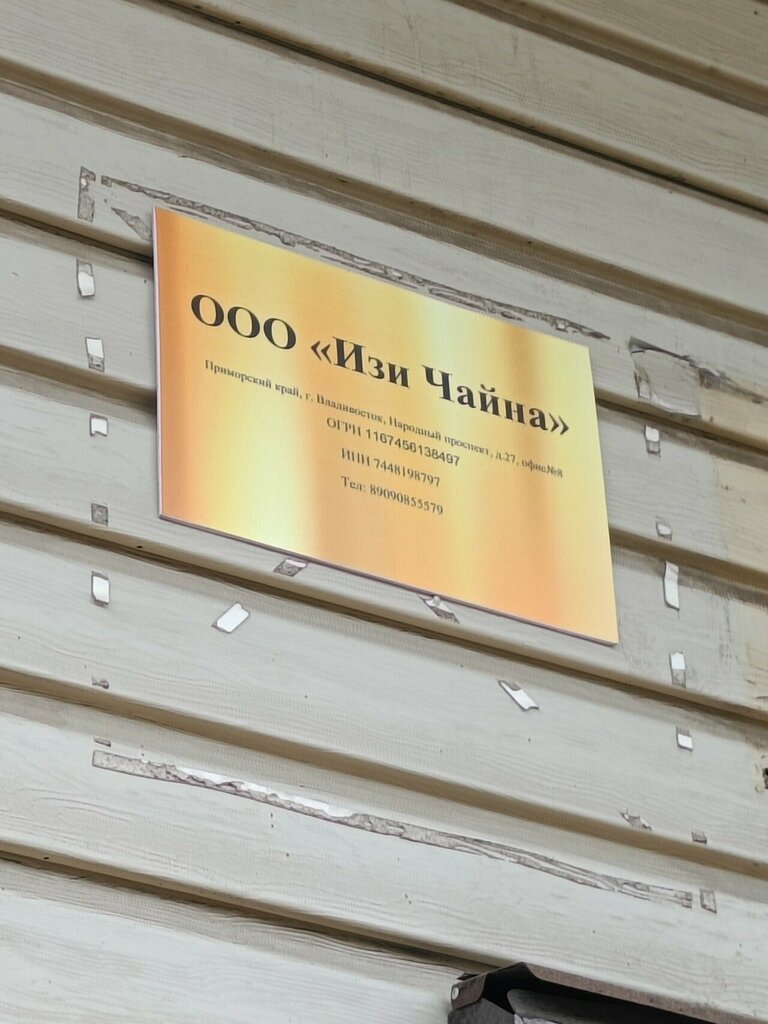 ООО «Изи Чайна»
Приморский край, г. Владивосток, Народный проспект, д.27, офис№8
ОГРН 1167456138497
ИНН 7448198797
Тел: 89090855579